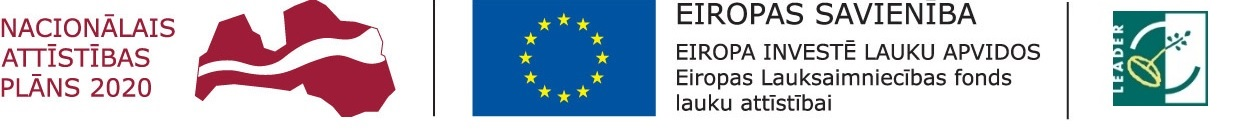 NACIONĀLAIS
ATTĪSTĪBAS
PLĀNS 2020
EIROPAS SAVIENĪBA
EIROPA INVESTĒ LAUKU APVIDOS
Eiropas Lauksaimniecības fonds
lauku attīstībai
LEADER